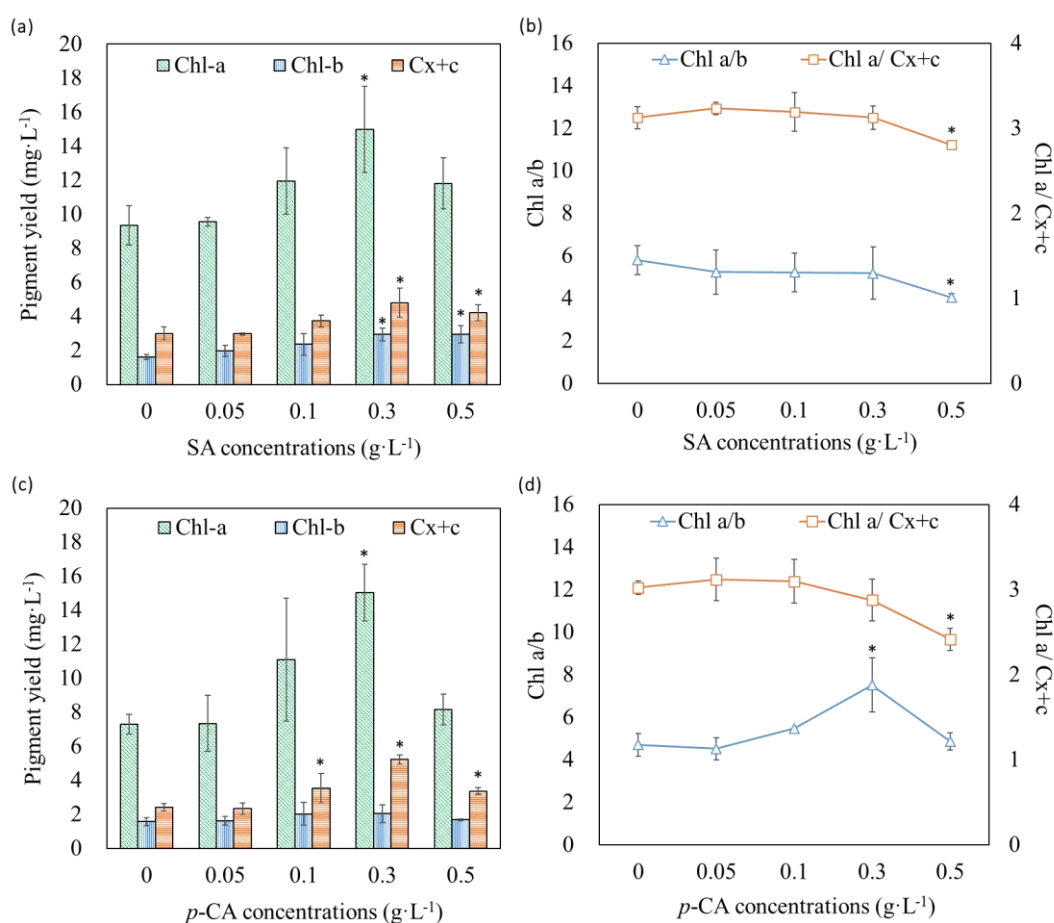 (a)
20
18
16
14
12
10
8
6
4
2
0
Pigment yield (mg·L-1)
Chl-a Chl-b Cx+c
* * * * *
0 0.05 0.1 0.3 0.5
SA concentrations (g·L-1)
(b)
16
14
12
10
8
6
4
2
0
Chl a/b
Chl a/b Chl a/ Cx+c
* *
4
3
2
1
0
Chl a/ Cx+c
0 0.05 0.1 0.3 0.5
SA concentrations (g·L-1)
(c)
20
18
16
14
12
10
8
6
4
2
0
Pigment yield (mg·L-1)
Chl-a Chl-b Cx+c
* * * *
0 0.05 0.1 0.3 0.5
p-CA concentrations (g·L-1)
(d)
16
14
12
10
8
6
4
2
0
Chl a/b
Chl a/b Chl a/ Cx+c
* *
4
3
2
1
0
Chl a/ Cx+c
0 0.05 0.1 0.3 0.5
p-CA concentrations (g·L-1)